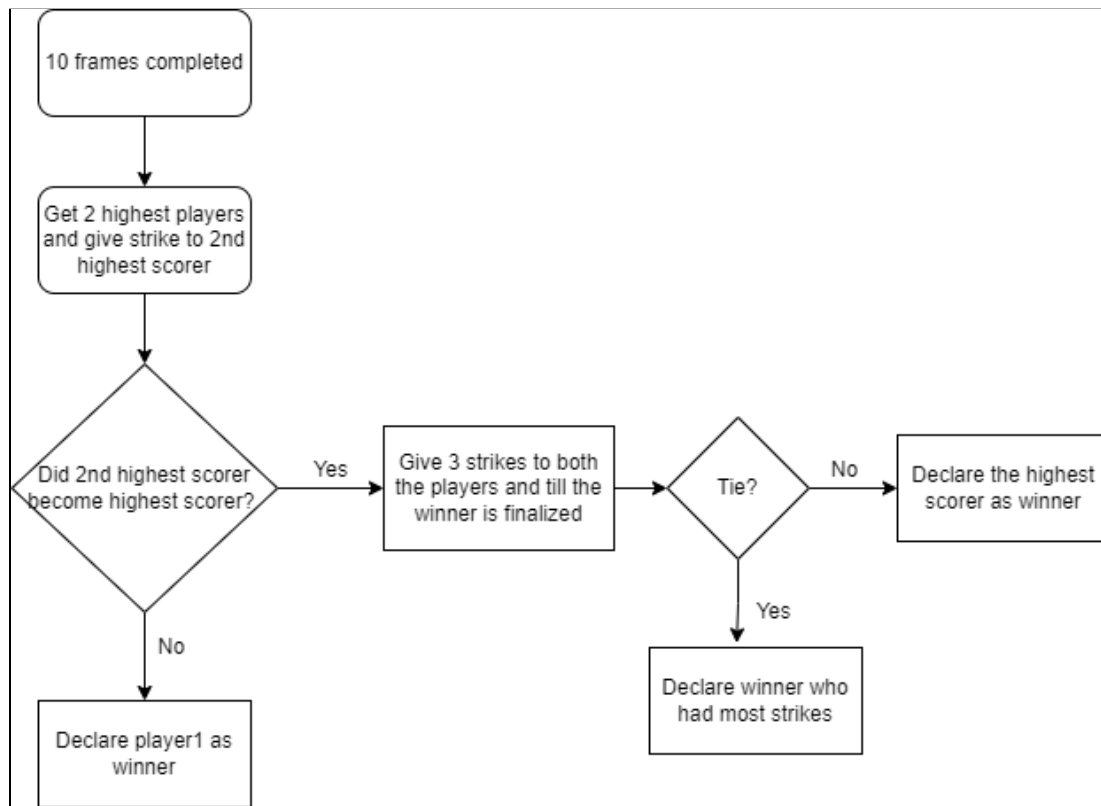 10 frames completed
Get 2 highest players
and give strike to 2nd
highest scorer
Did 2nd highest scorer
become highest scorer?
Yes
Give 3 strikes to both
the players and till the
winner is finalized
Tie?
No
Declare the highest
scorer as winner
Yes
Declare winner who
had most strikes
No
Declare player1 as
winner